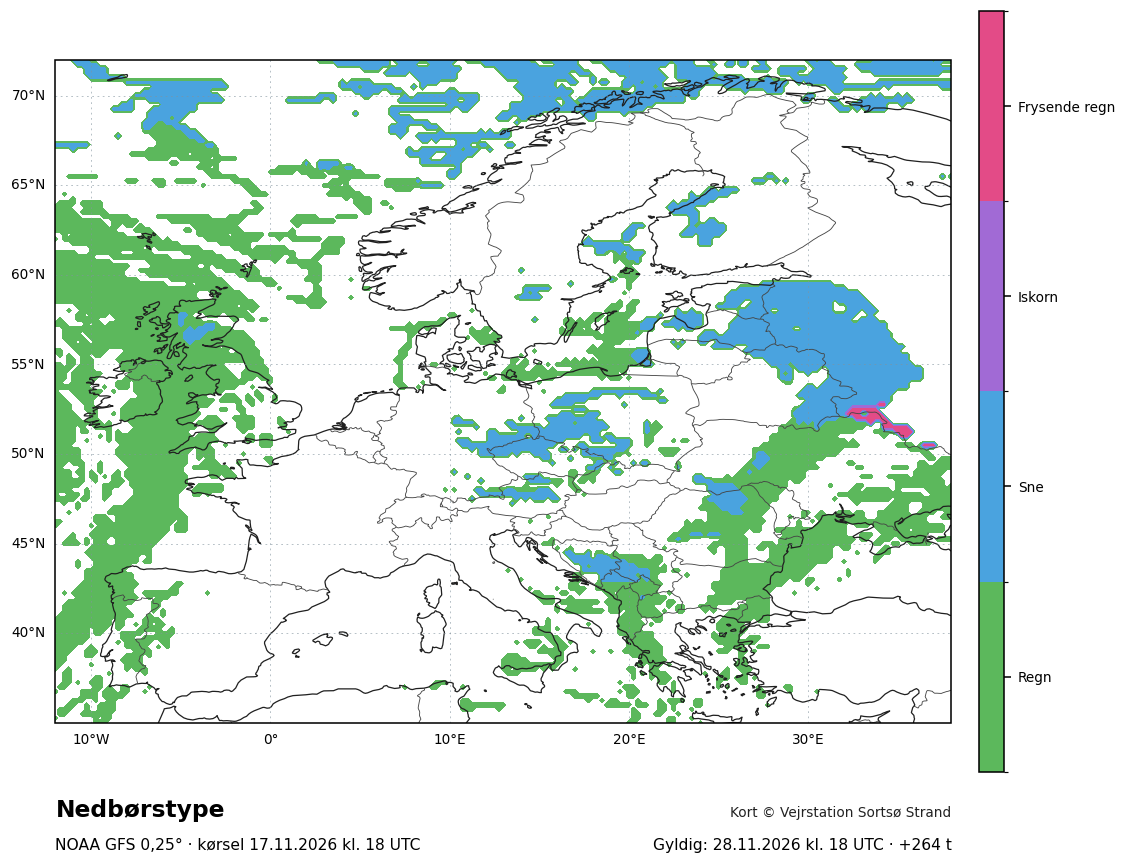 Frysende regn
Iskorn
Sne
Regn
70°N
65°N
60°N
55°N
50°N
45°N
40°N
10°W
0°
10°E
20°E
30°E
Nedbørstype
Kort © Vejrstation Sortsø Strand
NOAA GFS 0,25° · kørsel 17.11.2026 kl. 18 UTC
Gyldig: 28.11.2026 kl. 18 UTC · +264 t